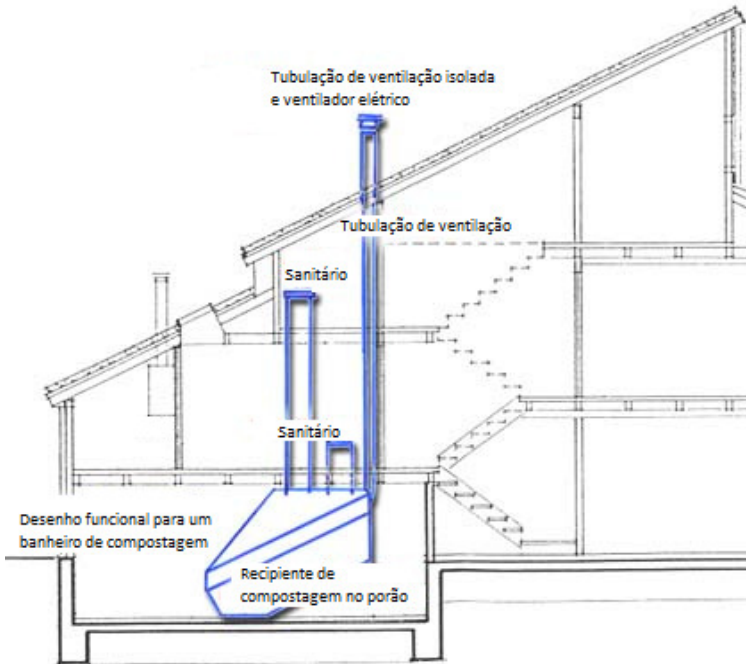 Tubulação de ventilação isolada
e ventilador elétrico
Tubulação de ventilação
Sanitário
Sanitário
Desenho funcional para um
banheiro de compostagem
Recipiente de
compostagem no porão